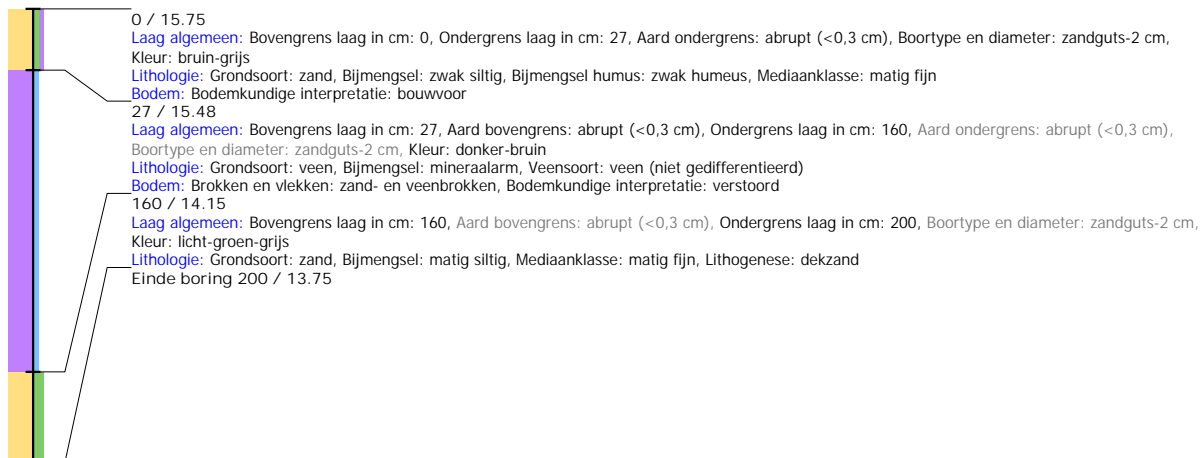 0 / 15.75
Laag algemeen: Bovengrens laag in cm: 0, Ondergrens laag in cm: 27, Aard ondergrens: abrupt (<0,3 cm), Boortype en diameter: zandguts-2 cm,
Kleur: bruin-grijs
Lithologie: Grondsoort: zand, Bijmengsel: zwak siltig, Bijmengsel humus: zwak humeus, Mediaanklasse: matig fijn
Bodem: Bodemkundige interpretatie: bouwvoor
27 / 15.48
Laag algemeen: Bovengrens laag in cm: 27, Aard bovengrens: abrupt (<0,3 cm), Ondergrens laag in cm: 160, Aard ondergrens: abrupt (<0,3 cm),
Boortype en diameter: zandguts-2 cm, Kleur: donker-bruin
Lithologie: Grondsoort: veen, Bijmengsel: mineraalarm, Veensoort: veen (niet gedifferentieerd)
Bodem: Brokken en vlekken: zand- en veenbrokken, Bodemkundige interpretatie: verstoord
160 / 14.15
Laag algemeen: Bovengrens laag in cm: 160, Aard bovengrens: abrupt (<0,3 cm), Ondergrens laag in cm: 200, Boortype en diameter: zandguts-2 cm,
Kleur: licht-groen-grijs
Lithologie: Grondsoort: zand, Bijmengsel: matig siltig, Mediaanklasse: matig fijn, Lithogenese: dekzand
Einde boring 200 / 13.75